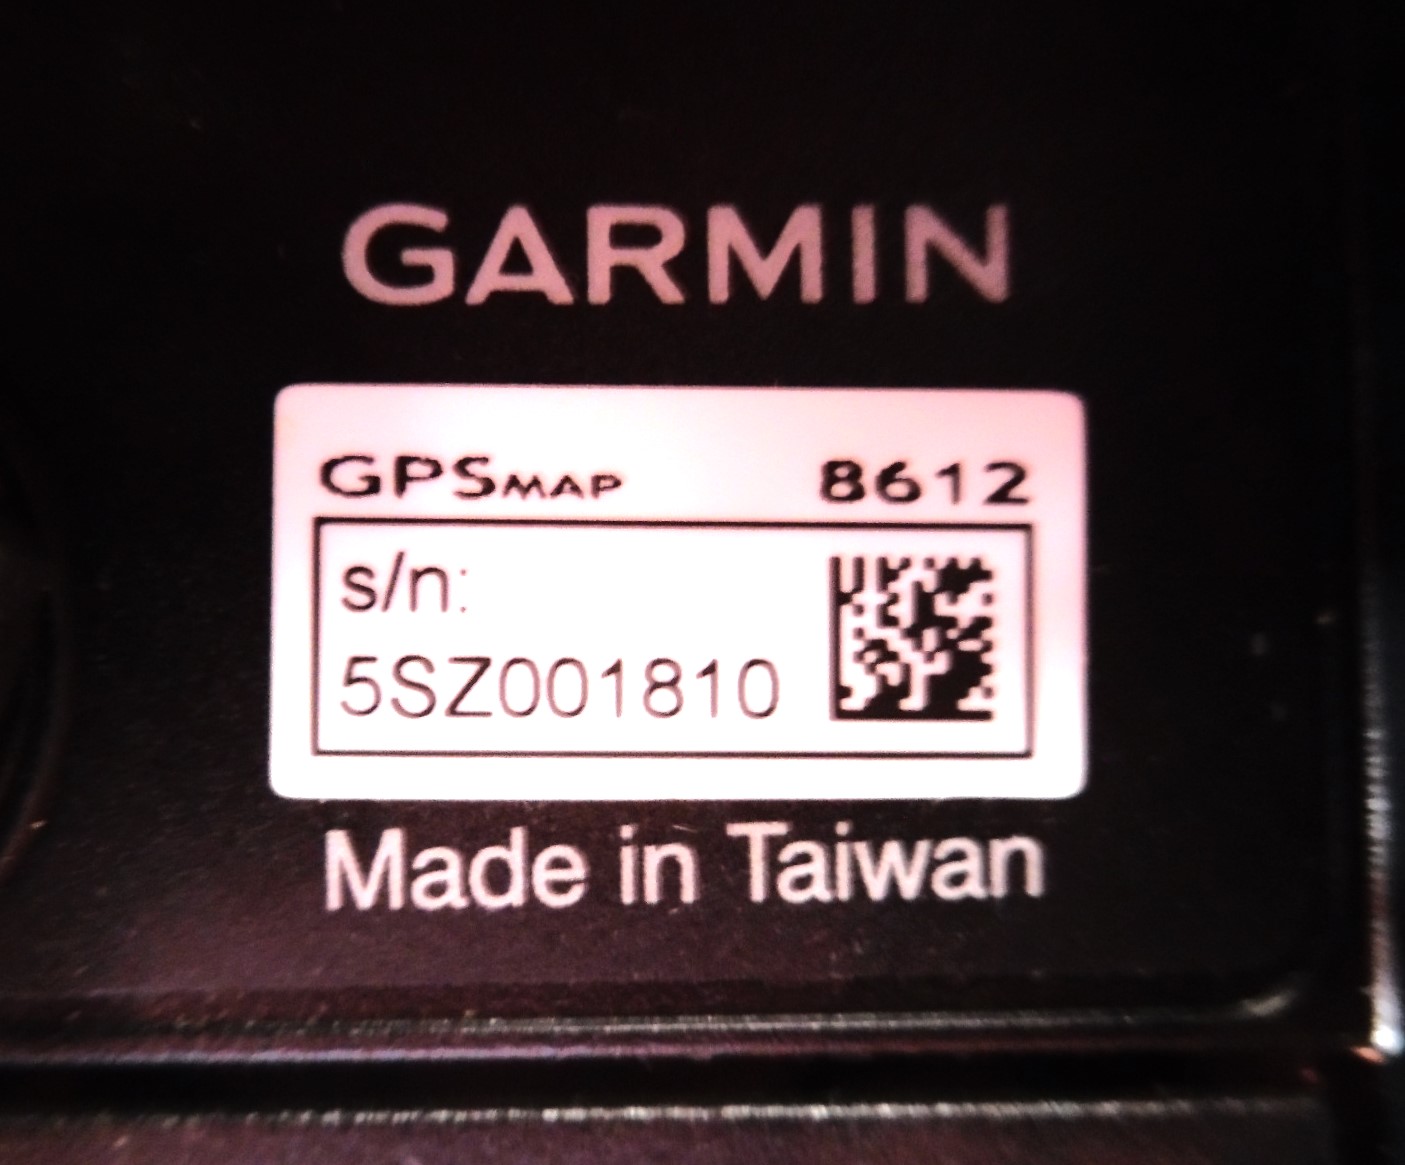 GARMIN
GPSMAP 8612
s/n:
5SZ001810
Made in Taiwan